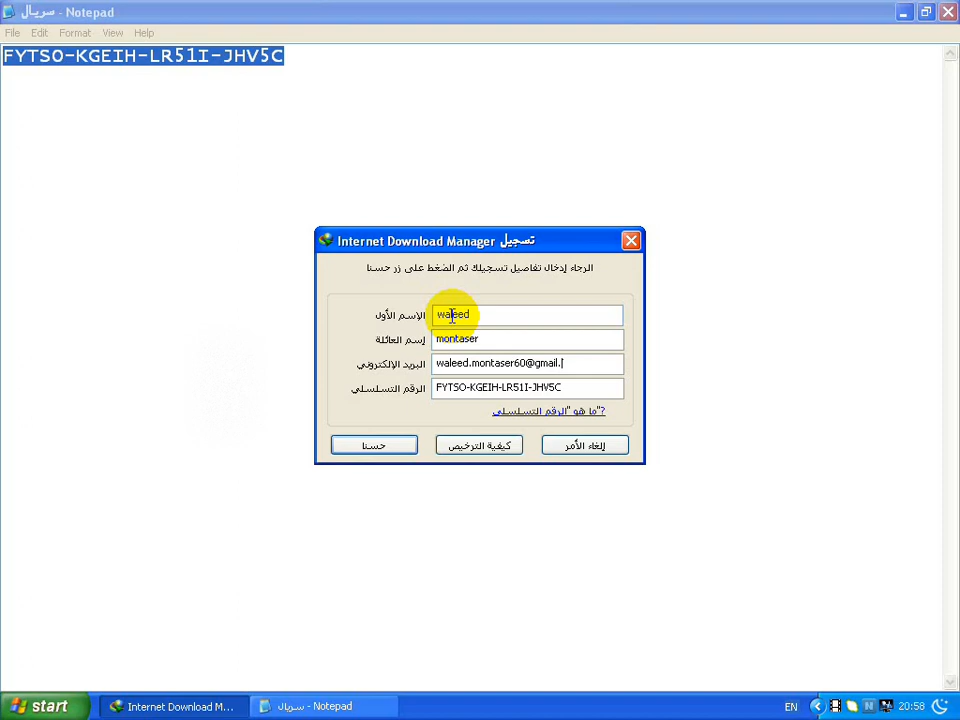 سريال - Notepad
File Edit Format View Help
FYTSO-KGEIH-LR51I-JHV5C
Internet Download Manager تسجيل
الرجاء إدخال تفاصيل تسجيلك ثم الضغط على زر حسنا
الإسم الأول waleed
إسم العائلة montaser
البريد الإلكتروني waleed.montaser60@gmail.
الرقم التسلسلي FYTSO-KGEIH-LR51I-JHV5C
?"ما هو "الرقم التسلسلي
حسنا كيفية الترخيص إلغاء الأمر
start Internet Download M... سريال - Notepad EN 20:58